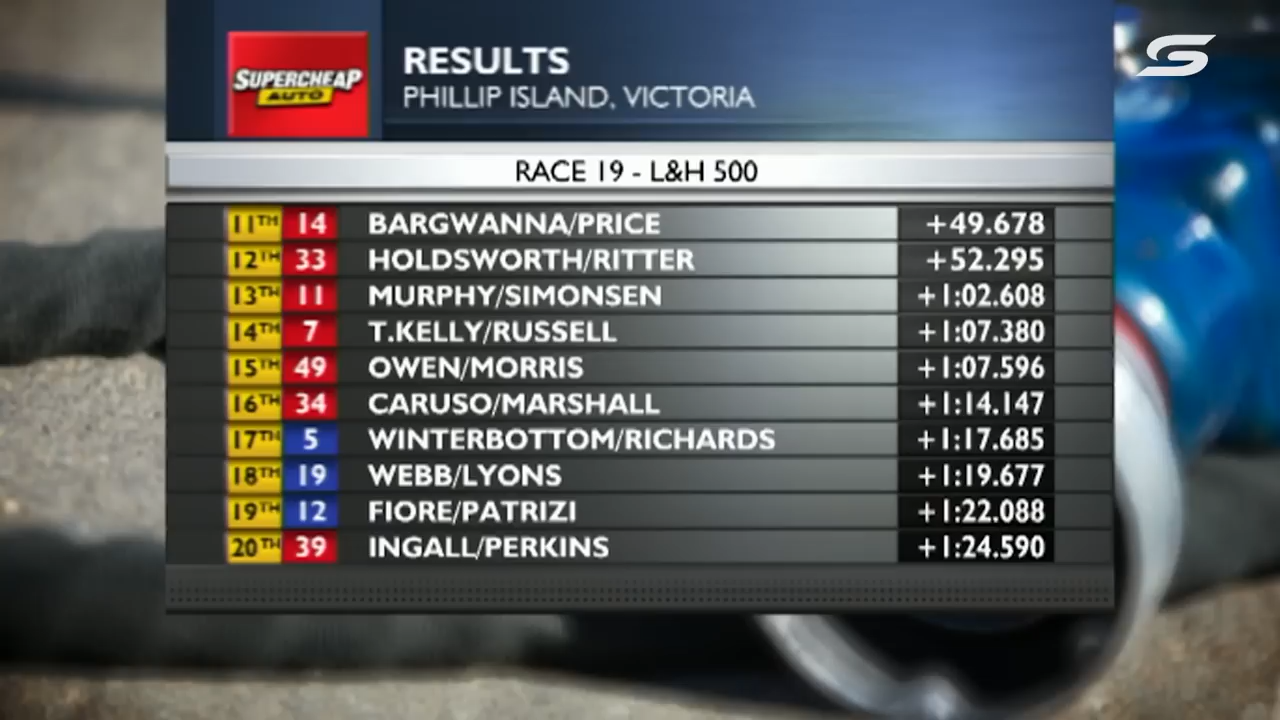 SUPERCHEAP
AUTO
RESULTS
PHILLIP ISLAND, VICTORIA
RACE 19 - L&H 500
11TH 14 BARGWANNA/PRICE +49.678
12TH 33 HOLDSWORTH/RITTER +52.295
13TH 11 MURPHY/SIMONSEN +1:02.608
14TH 7 T.KELLY/RUSSELL +1:07.380
15TH 49 OWEN/MORRIS +1:07.596
16TH 34 CARUSO/MARSHALL +1:14.147
17TH 5 WINTERBOTTOM/RICHARDS +1:17.685
18TH 19 WEBB/LYONS +1:19.677
19TH 12 FIORE/PATRIZI +1:22.088
20TH 39 INGALL/PERKINS +1:24.590